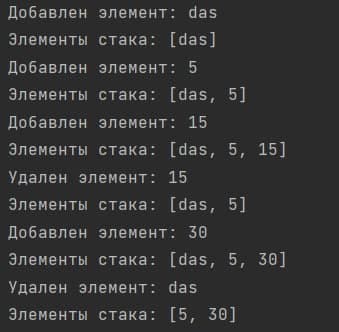 Добавлен элемент: das
Элементы стака: [das]
Добавлен элемент: 5
Элементы стака: [das, 5]
Добавлен элемент: 15
Элементы стака: [das, 5, 15]
Удален элемент: 15
Элементы стака: [das, 5]
Добавлен элемент: 30
Элементы стака: [das, 5, 30]
Удален элемент: das
Элементы стака: [5, 30]